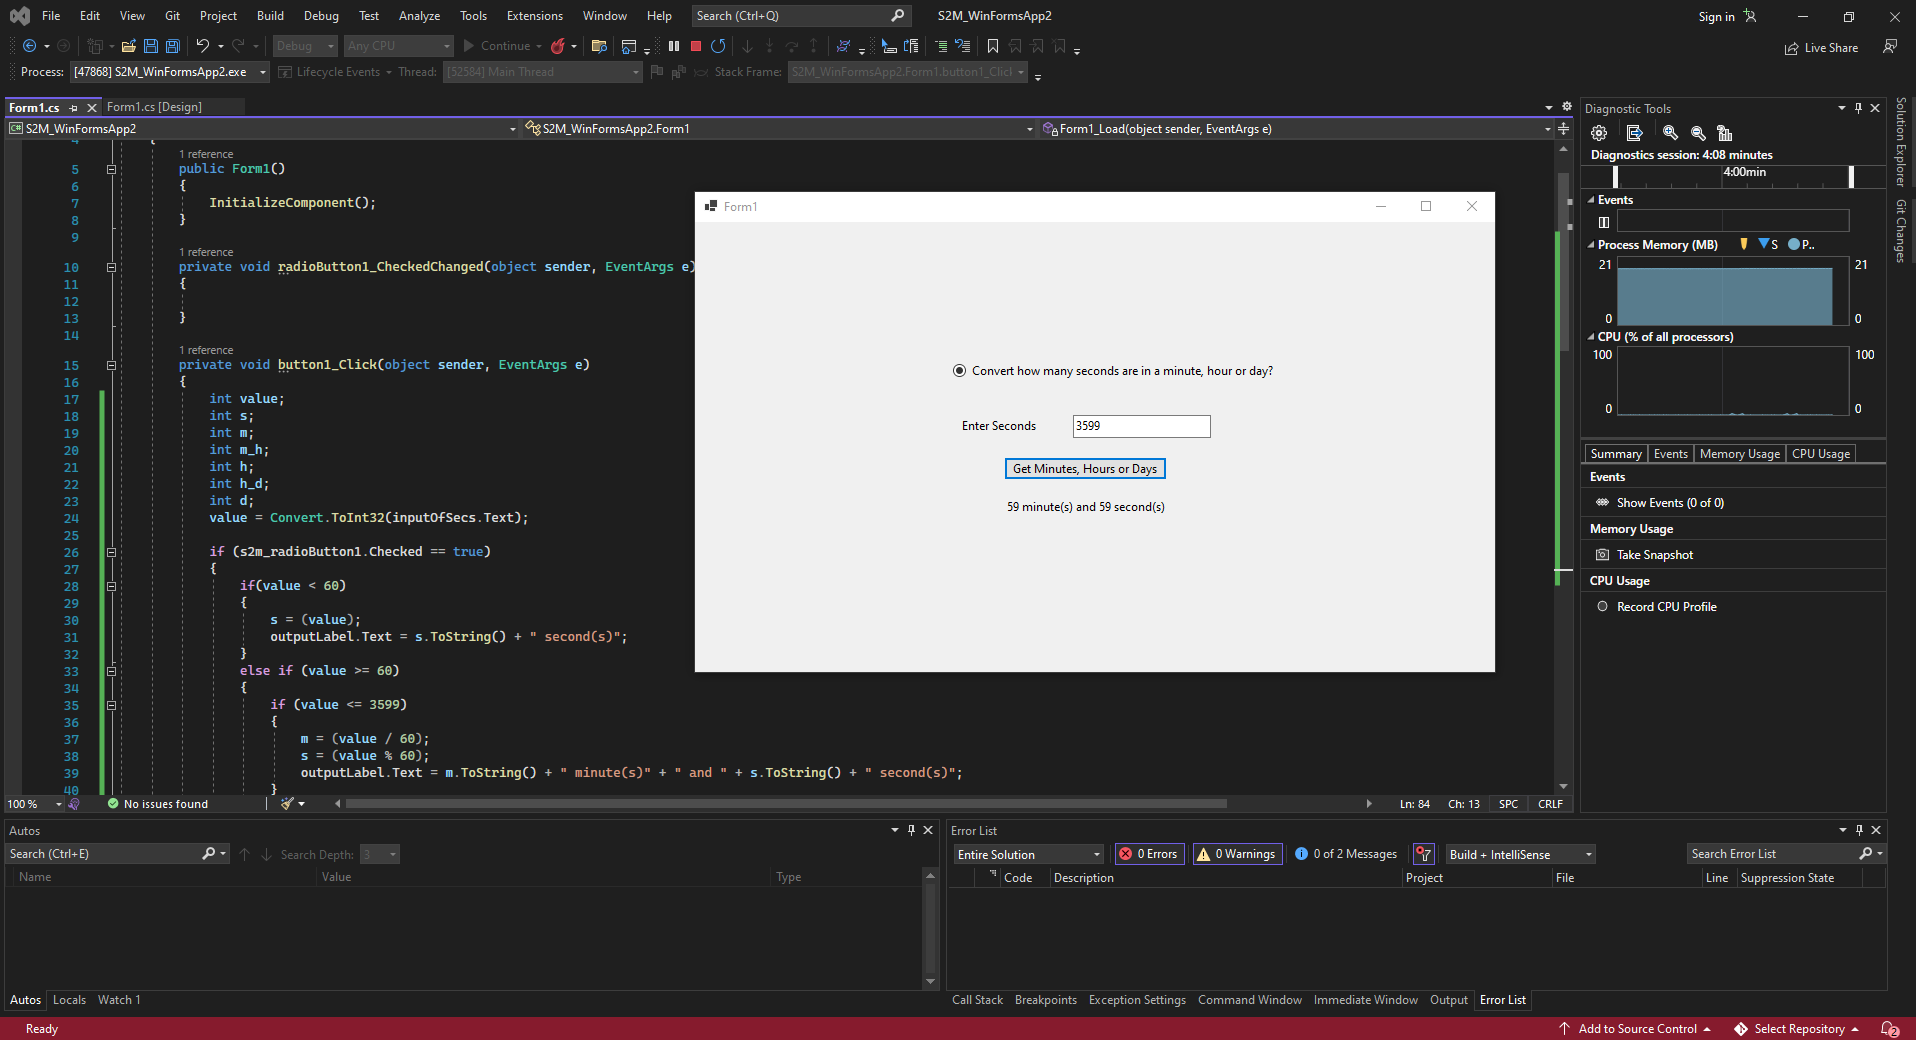 File Edit View Git Project Build Debug Test Analyze Tools Extensions Window Help Search (Ctrl+Q) S2M_WinFormsApp2 Sign in
Debug Any CPU Continue Live Share
Process: [47868] S2M_WinFormsApp2.exe Lifecycle Events Thread: [52584] Main Thread Stack Frame: S2M_WinFormsApp2.Form1.button1_Click
Form1.cs Form1.cs [Design]
S2M_WinFormsApp2 S2M_WinFormsApp2.Form1 Form1_Load(object sender, EventArgs e)
4 {
1 reference
5 public Form1()
6 {
7 InitializeComponent();
8 }
9
1 reference
10 private void radioButton1_CheckedChanged(object sender, EventArgs e)
11 {
12
13 }
14
1 reference
15 private void button1_Click(object sender, EventArgs e)
16 {
17 int value;
18 int s;
19 int m;
20 int m_h;
21 int h;
22 int h_d;
23 int d;
24 value = Convert.ToInt32(inputOfSecs.Text);
25
26 if (s2m_radioButton1.Checked == true)
27 {
28 if(value < 60)
29 {
30 s = (value);
31 outputLabel.Text = s.ToString() + " second(s)";
32 }
33 else if (value >= 60)
34 {
35 if (value <= 3599)
36 {
37 m = (value / 60);
38 s = (value % 60);
39 outputLabel.Text = m.ToString() + " minute(s)" + " and " + s.ToString() + " second(s)";
40 }
100 % No issues found Ln: 84 Ch: 13 SPC CRLF
Form1
Convert how many seconds are in a minute, hour or day?
Enter Seconds 3599
Get Minutes, Hours or Days
59 minute(s) and 59 second(s)
Diagnostic Tools
Diagnostics session: 4:08 minutes
4:00min
Events
Process Memory (MB) S P..
21 21
0 0
CPU (% of all processors)
100 100
0 0
Summary Events Memory Usage CPU Usage
Events
Show Events (0 of 0)
Memory Usage
Take Snapshot
CPU Usage
Record CPU Profile
Solution Explorer
Git Changes
Autos
Search (Ctrl+E) Search Depth: 3
Name Value Type
Autos Locals Watch 1
Error List
Entire Solution 0 Errors 0 Warnings 0 of 2 Messages Build + IntelliSense Search Error List
Code Description Project File Line Suppression State
Call Stack Breakpoints Exception Settings Command Window Immediate Window Output Error List
Ready Add to Source Control Select Repository 2